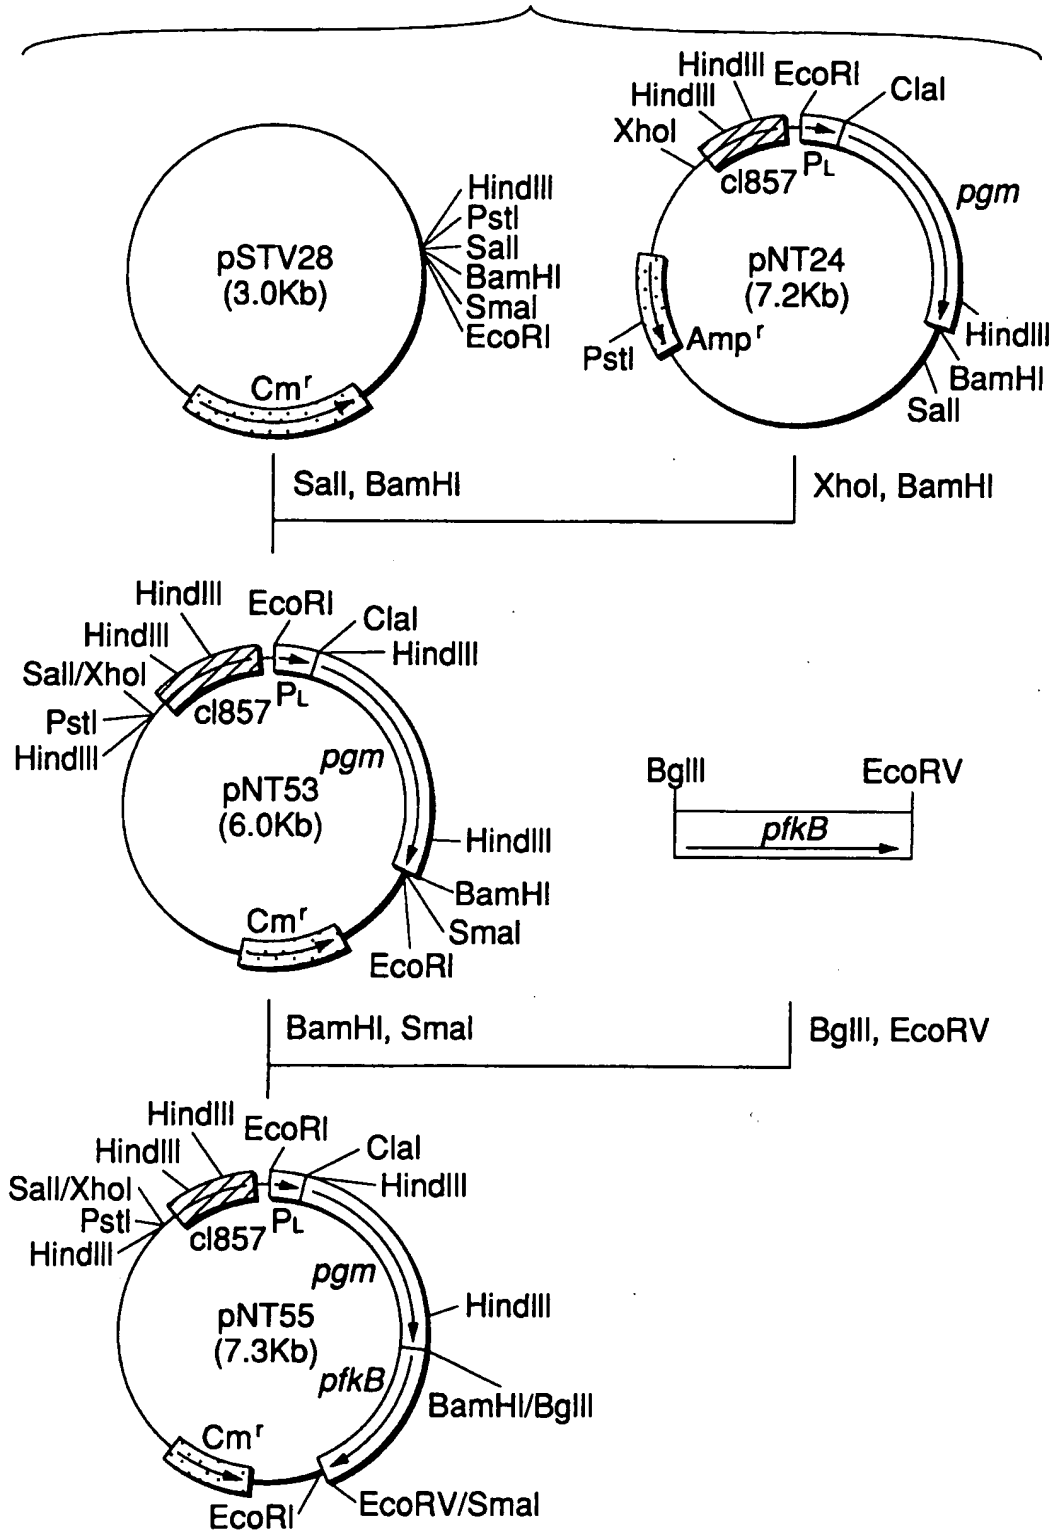 HindIII
PstI
SalI
BamHI
SmaI
EcoRI
pSTV28
(3.0Kb)
Cmr
HindIII
EcoRI
ClaI
HindIII
XhoI
cI857
PL
pgm
pNT24
(7.2Kb)
PstI
Ampr
HindIII
BamHI
SalI
SalI, BamHI
XhoI, BamHI
HindIII
EcoRI
ClaI
HindIII
HindIII
SalI/XhoI
PstI
HindIII
cI857
PL
pgm
pNT53
(6.0Kb)
HindIII
BamHI
SmaI
EcoRI
Cmr
BglII
EcoRV
pfkB
BamHI, SmaI
BglII, EcoRV
HindIII
EcoRI
ClaI
HindIII
HindIII
SalI/XhoI
PstI
HindIII
cI857
PL
pgm
pNT55
(7.3Kb)
HindIII
pfkB
BamHI/BglII
Cmr
EcoRI
EcoRV/SmaI